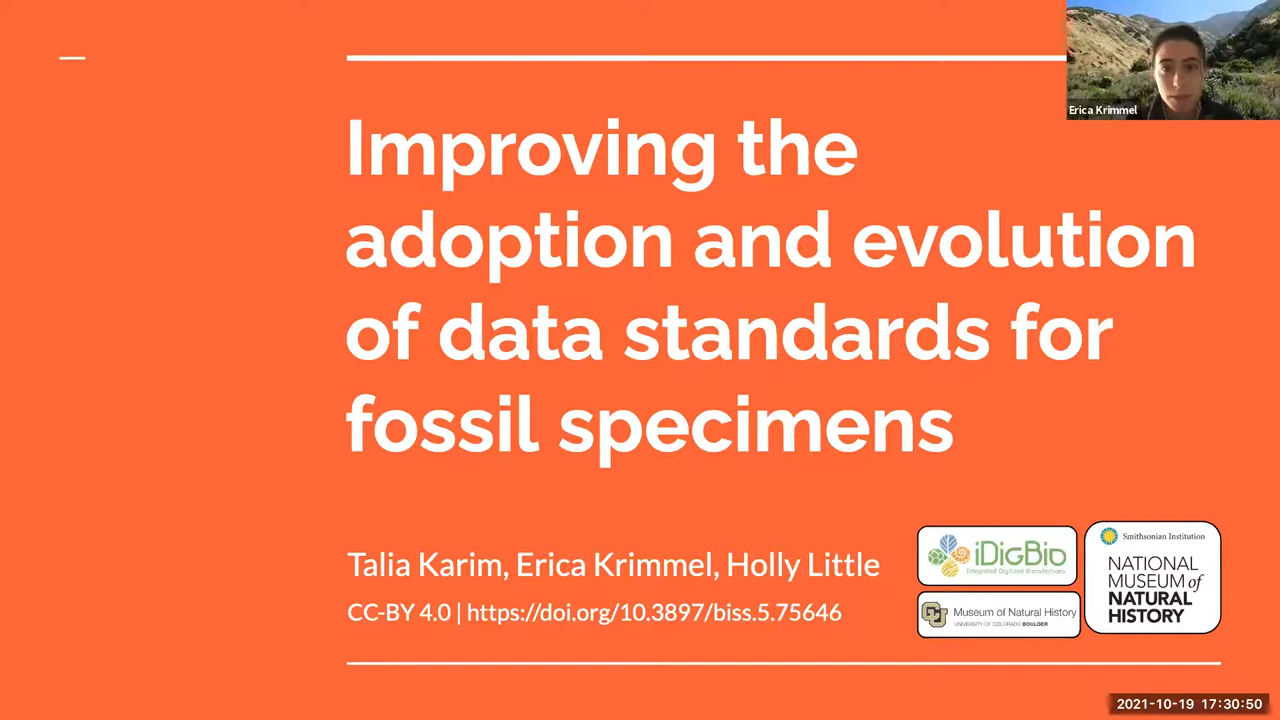 Erica Krimmel
Improving the
adoption and evolution
of data standards for
fossil specimens
Talia Karim, Erica Krimmel, Holly Little
CC-BY 4.0 | https://doi.org/10.3897/biss.5.75646
iDigBio
Integrated Digitized Biocollections
CU
Museum of Natural History
UNIVERSITY OF COLORADO BOULDER
Smithsonian Institution
NATIONAL
MUSEUM of
NATURAL
HISTORY
2021-10-19 17:30:50